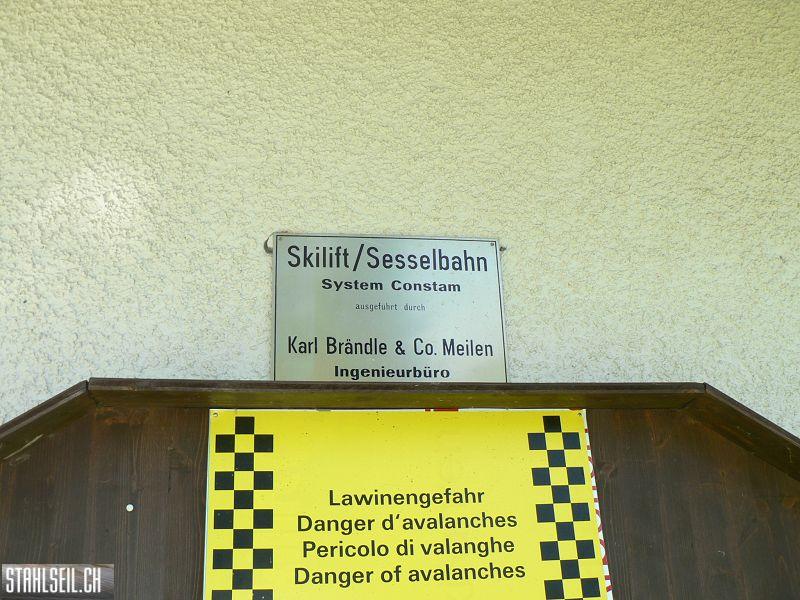 Skilift/Sesselbahn
System Constam
ausgeführt durch
Karl Brändle & Co. Meilen
Ingenieurbüro
Lawinengefahr
Danger d'avalanches
Pericolo di valanghe
Danger of avalanches
STAHLSEIL.CH